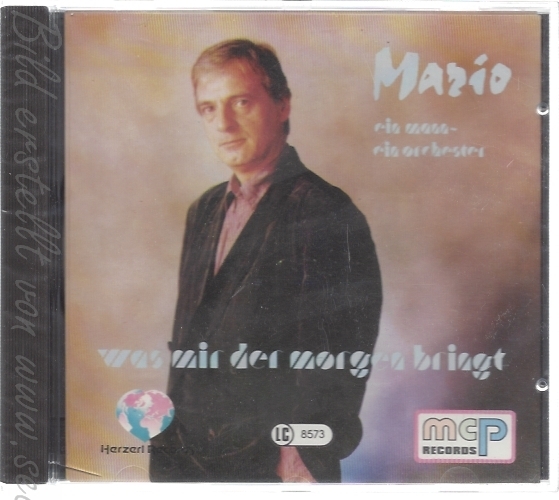 Mario
ein mann-
ein orchester
was mir der morgen bringt
Herzerl Records
LC 8573
mcp
RECORDS
Bild erstellt von www.